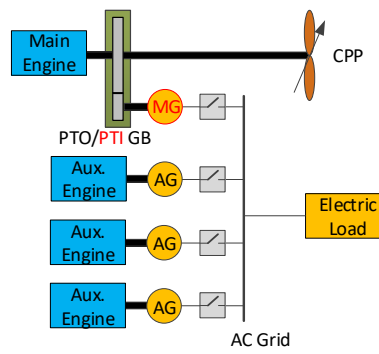 Main
Engine
CPP
MG
PTO/PTI GB
Aux.
Engine
AG
Aux.
Engine
AG
Electric
Load
Aux.
Engine
AG
AC Grid